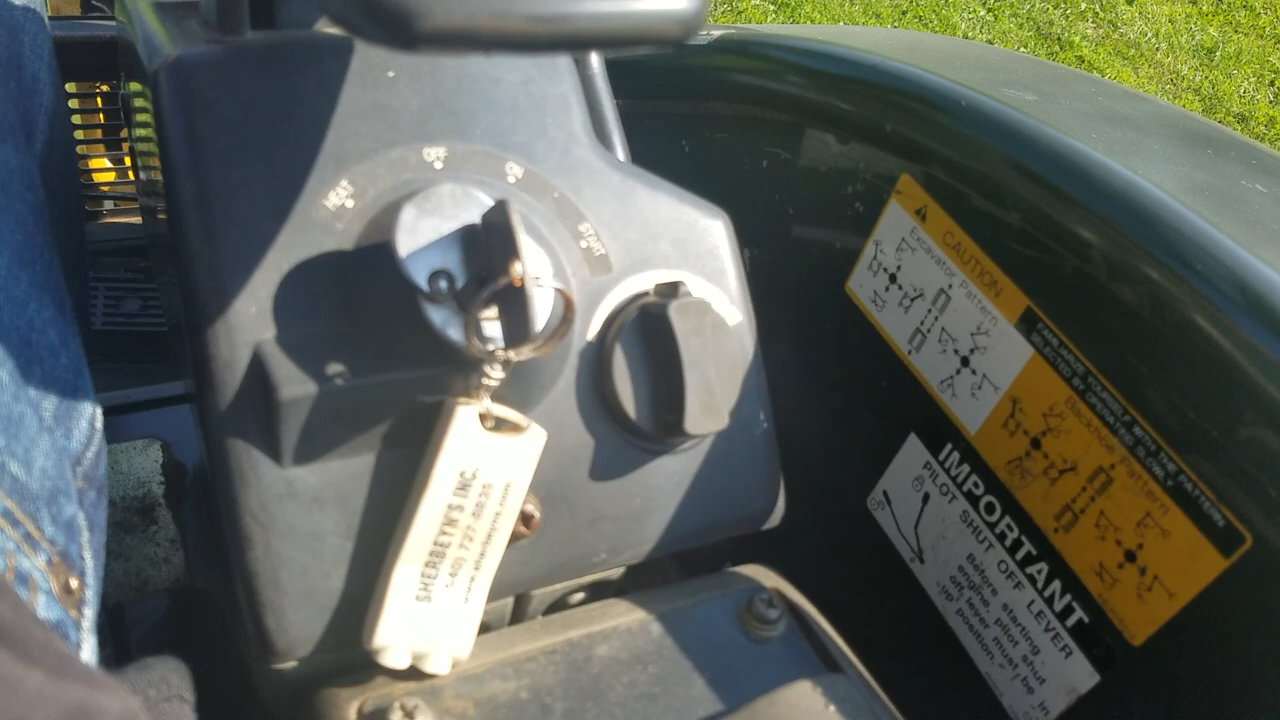 HEAT
OFF
ON
START
SHERBEYN'S INC.
CAUTION
Excavator Pattern
FAMILIARIZE YOURSELF WITH THE PATTERN
SELECTED BY OPERATING SLOWLY
Backhoe Pattern
IMPORTANT
PILOT SHUT OFF LEVER
Before starting
engine, pilot shut
off lever must be in
up position.